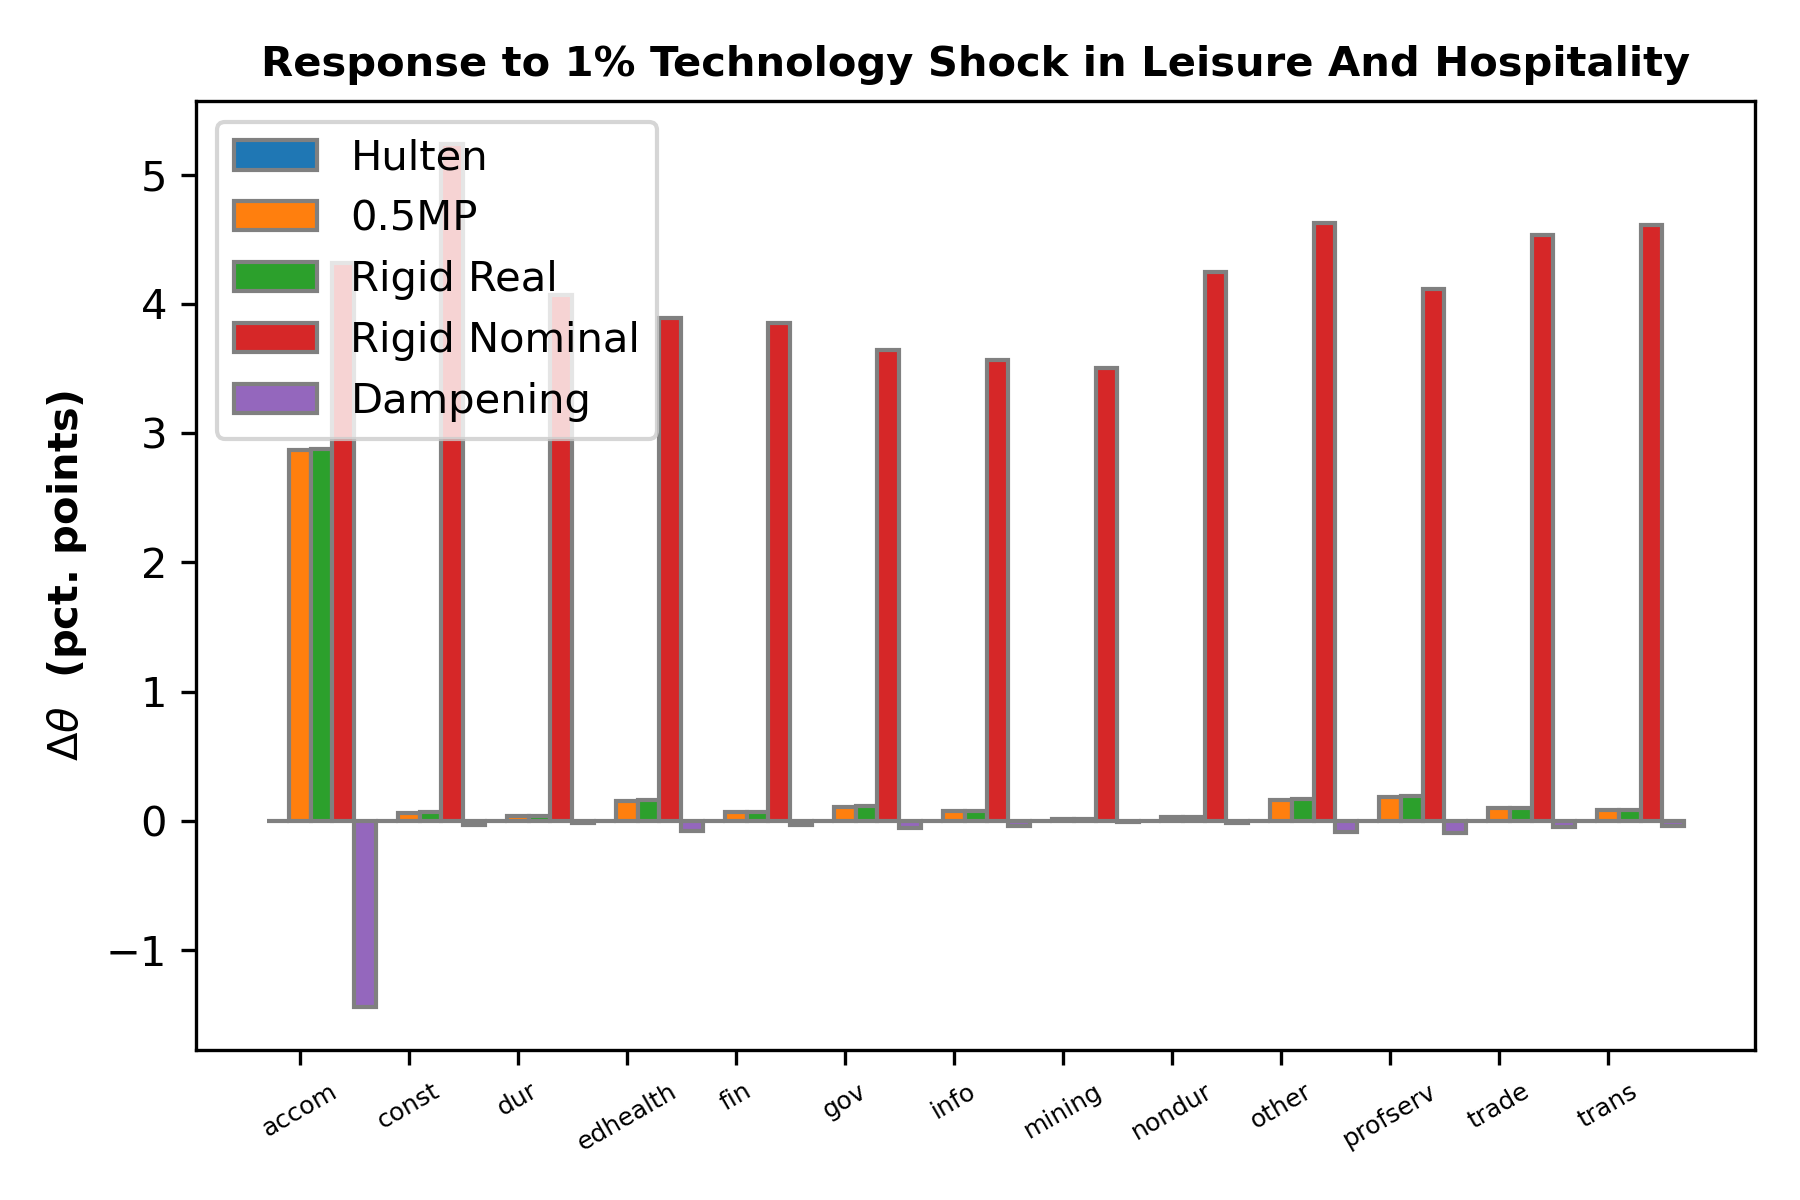 Response to 1% Technology Shock in Leisure And Hospitality
Δθ (pct. points)
5
4
3
2
1
0
−1
Hulten
0.5MP
Rigid Real
Rigid Nominal
Dampening
accom
const
dur
edhealth
fin
gov
info
mining
nondur
other
profserv
trade
trans